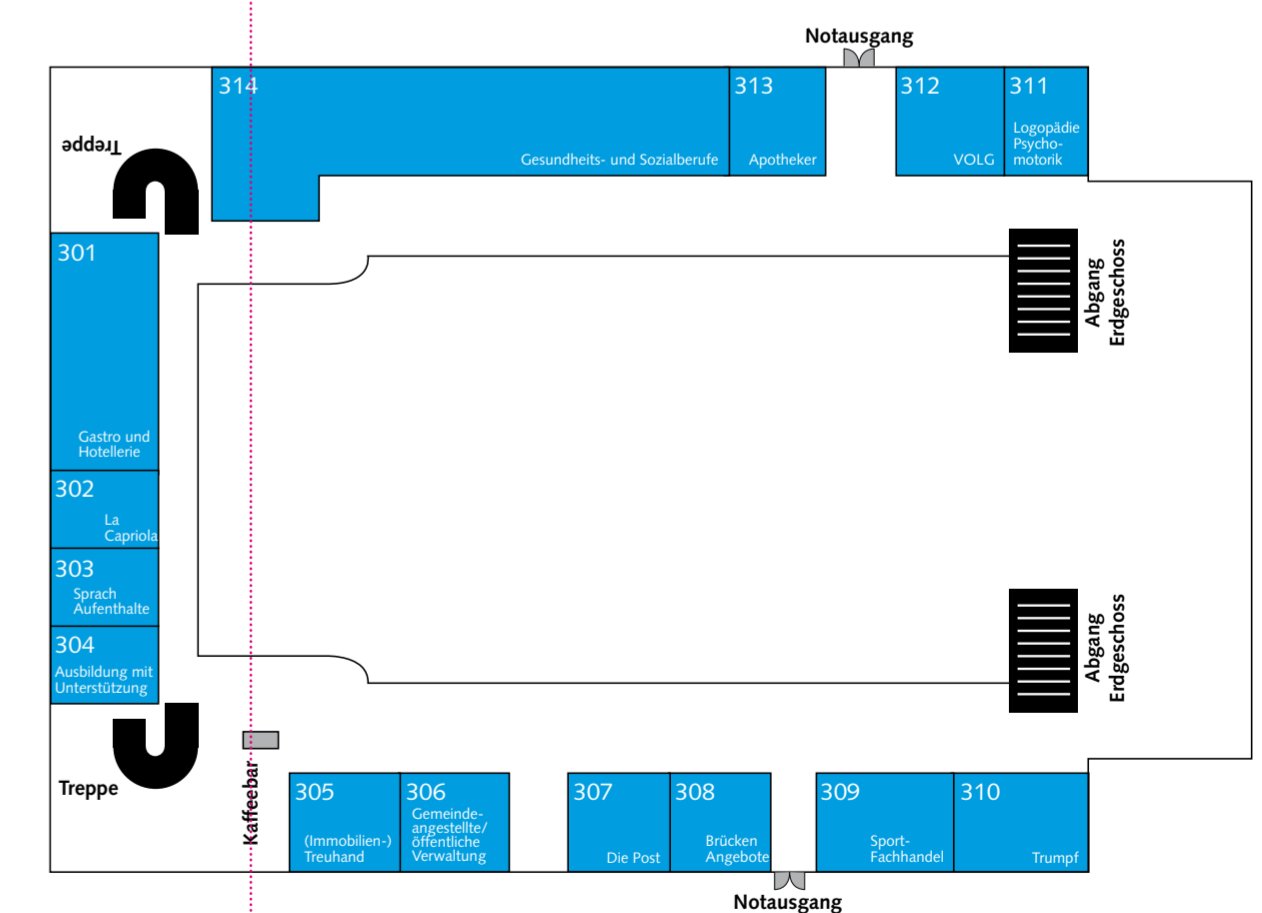 Notausgang
314
Gesundheits- und Sozialberufe
313
Apotheker
312
VOLG
311
Logopädie
Psycho-
motorik
Treppe
301
Gastro und
Hotellerie
302
La
Capriola
303
Sprach
Aufenthalte
304
Ausbildung mit
Unterstützung
Abgang
Erdgeschoss
Abgang
Erdgeschoss
Treppe
Kaffeebar
305
(Immobilien-)
Treuhand
306
Gemeinde-
angestellte/
öffentliche
Verwaltung
307
Die Post
308
Brücken
Angebote
309
Sport-
Fachhandel
310
Trumpf
Notausgang